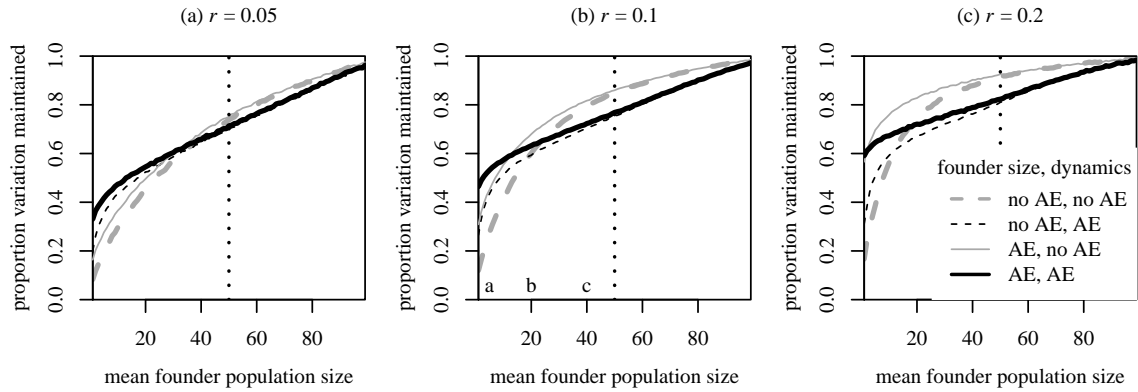 (a) r = 0.05
proportion variation maintained
1.0
0.8
0.6
0.4
0.2
0.0
20 40 60 80
mean founder population size
(b) r = 0.1
proportion variation maintained
1.0
0.8
0.6
0.4
0.2
0.0
a b c
20 40 60 80
mean founder population size
(c) r = 0.2
proportion variation maintained
1.0
0.8
0.6
0.4
0.2
0.0
founder size, dynamics
no AE, no AE
no AE, AE
AE, no AE
AE, AE
20 40 60 80
mean founder population size